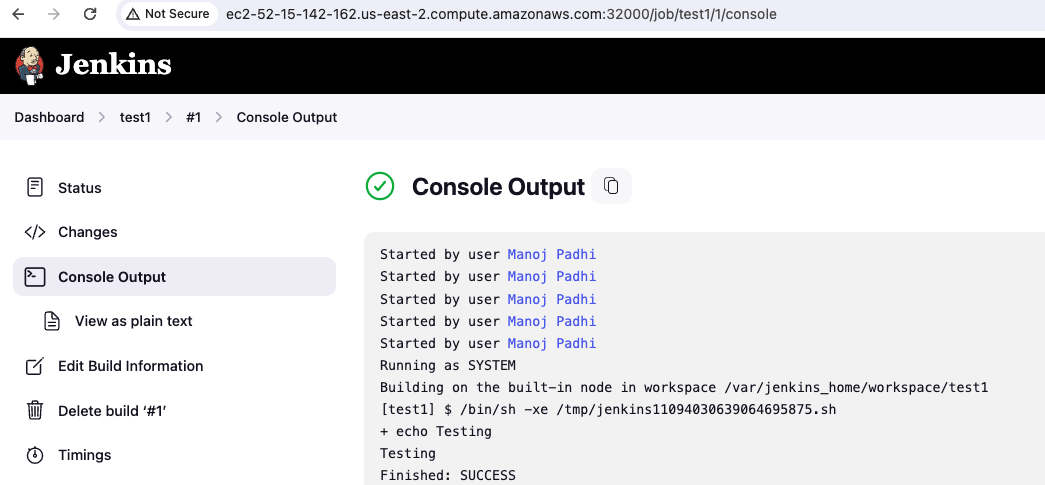 Not Secure ec2-52-15-142-162.us-east-2.compute.amazonaws.com:32000/job/test1/1/console
Jenkins
Dashboard > test1 > #1 > Console Output
Status
Changes
Console Output
View as plain text
Edit Build Information
Delete build ‘#1’
Timings
Console Output
Started by user Manoj Padhi
Started by user Manoj Padhi
Started by user Manoj Padhi
Started by user Manoj Padhi
Started by user Manoj Padhi
Running as SYSTEM
Building on the built-in node in workspace /var/jenkins_home/workspace/test1
[test1] $ /bin/sh -xe /tmp/jenkins11094030639064695875.sh
+ echo Testing
Testing
Finished: SUCCESS